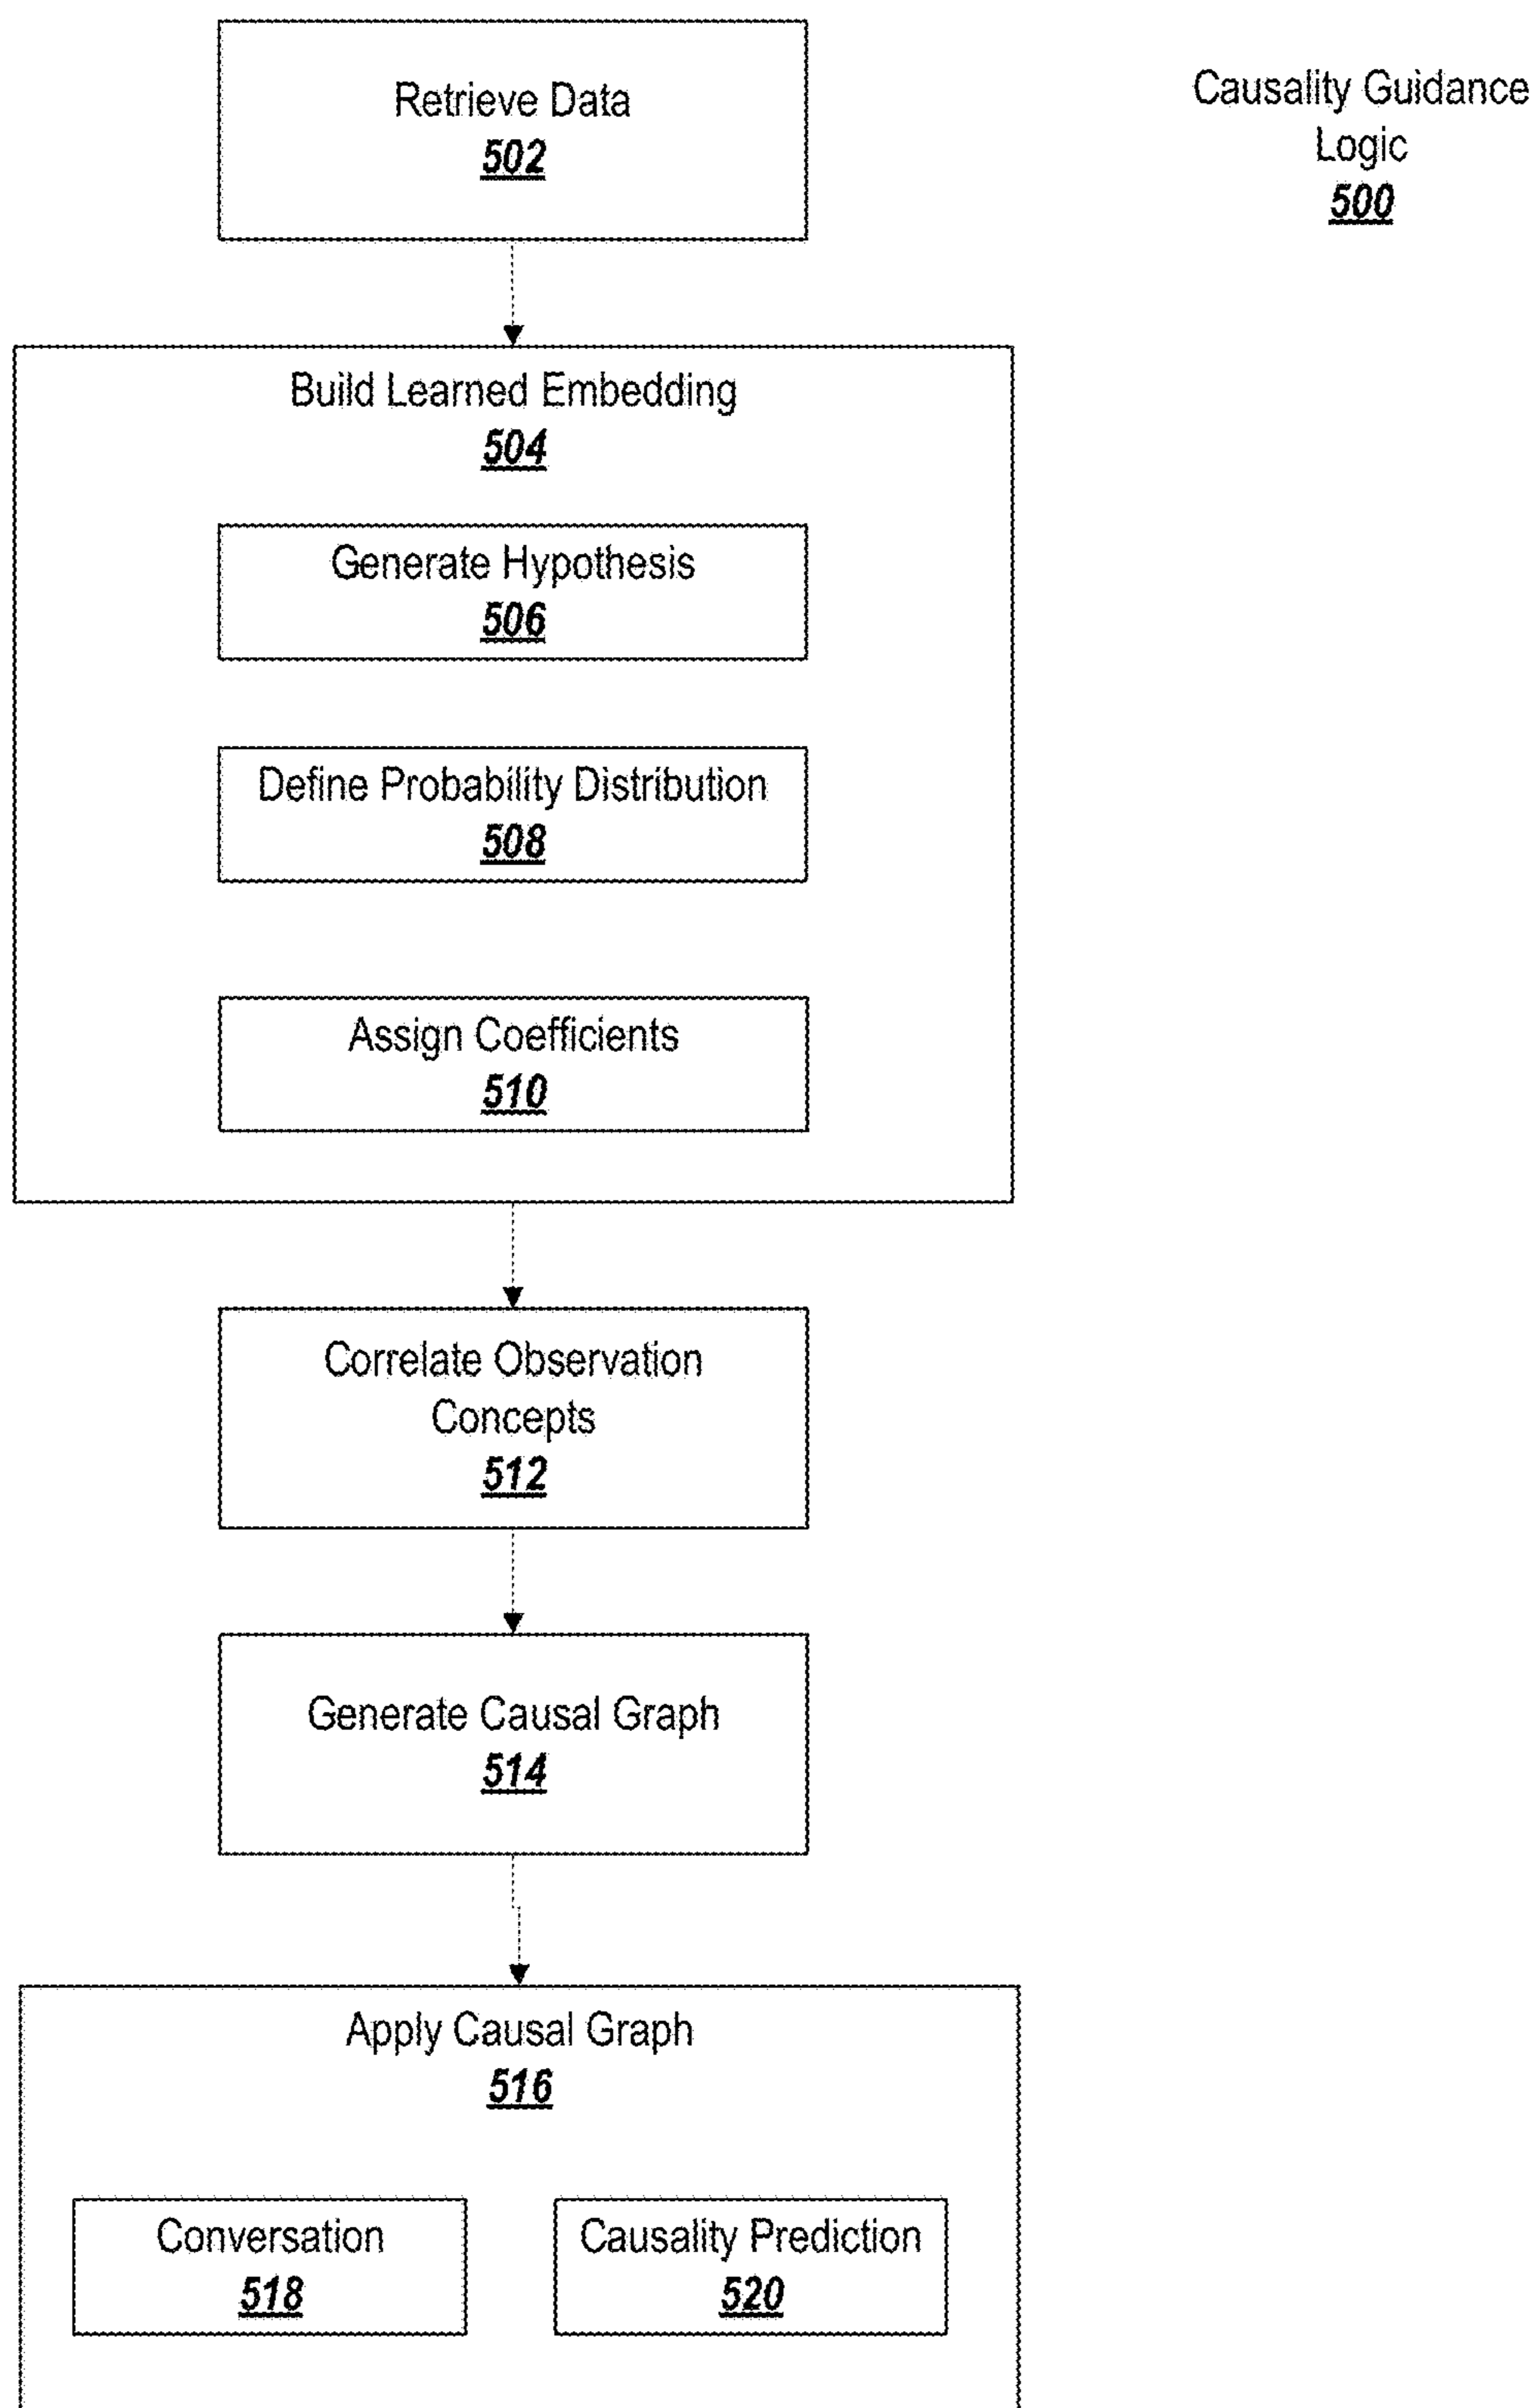 Retrieve Data
502
Causality Guidance
Logic
500
Build Learned Embedding
504
Generate Hypothesis
506
Define Probability Distribution
508
Assign Coefficients
510
Correlate Observation
Concepts
512
Generate Causal Graph
514
Apply Causal Graph
516
Conversation
518
Causality Prediction
520